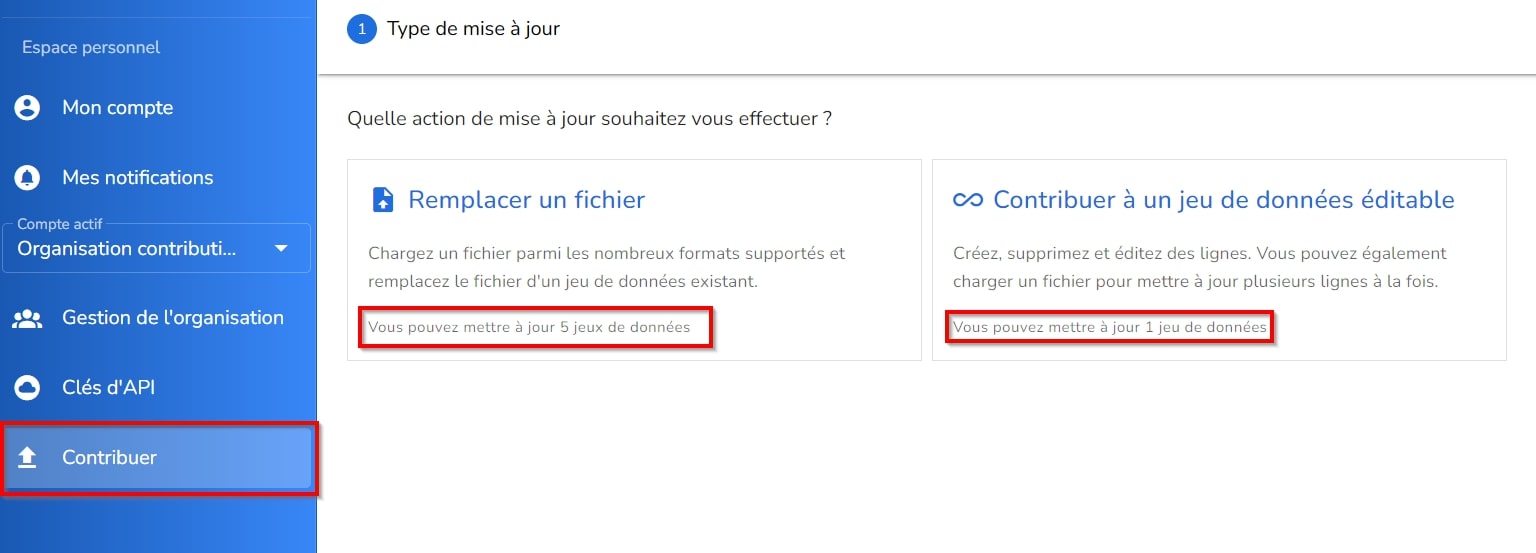 Espace personnel
Mon compte
Mes notifications
Compte actif
Organisation contributi...
Gestion de l'organisation
Clés d'API
Contribuer
1 Type de mise à jour
Quelle action de mise à jour souhaitez vous effectuer ?
Remplacer un fichier
Chargez un fichier parmi les nombreux formats supportés et
remplacez le fichier d'un jeu de données existant.
Vous pouvez mettre à jour 5 jeux de données
Contribuer à un jeu de données éditable
Créez, supprimez et éditez des lignes. Vous pouvez également
charger un fichier pour mettre à jour plusieurs lignes à la fois.
Vous pouvez mettre à jour 1 jeu de données